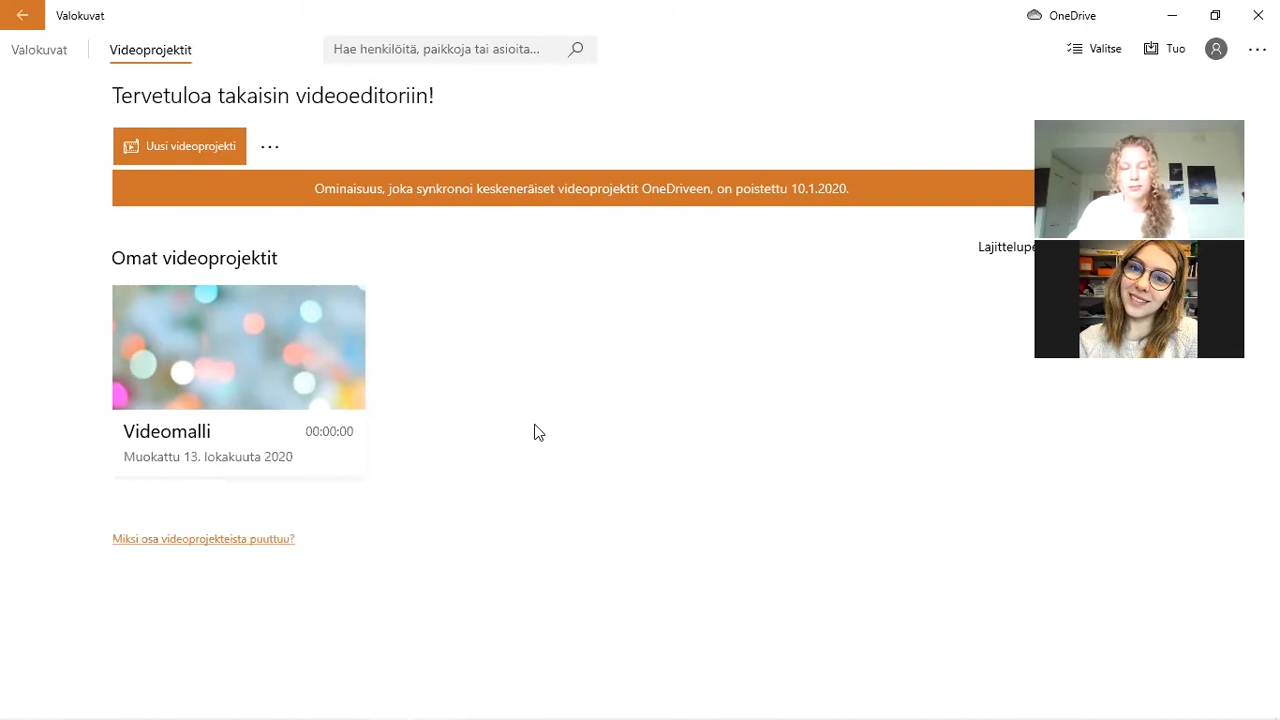 Valokuvat
OneDrive
Valokuvat
Videoprojektit
Hae henkilöitä, paikkoja tai asioita...
Valitse
Tuo
Tervetuloa takaisin videoeditoriin!
Uusi videoprojekti
Ominaisuus, joka synkronoi keskeneräiset videoprojektit OneDriveen, on poistettu 10.1.2020.
Omat videoprojektit
Lajittelupe
Videomalli
00:00:00
Muokattu 13. lokakuuta 2020
Miksi osa videoprojekteista puuttuu?